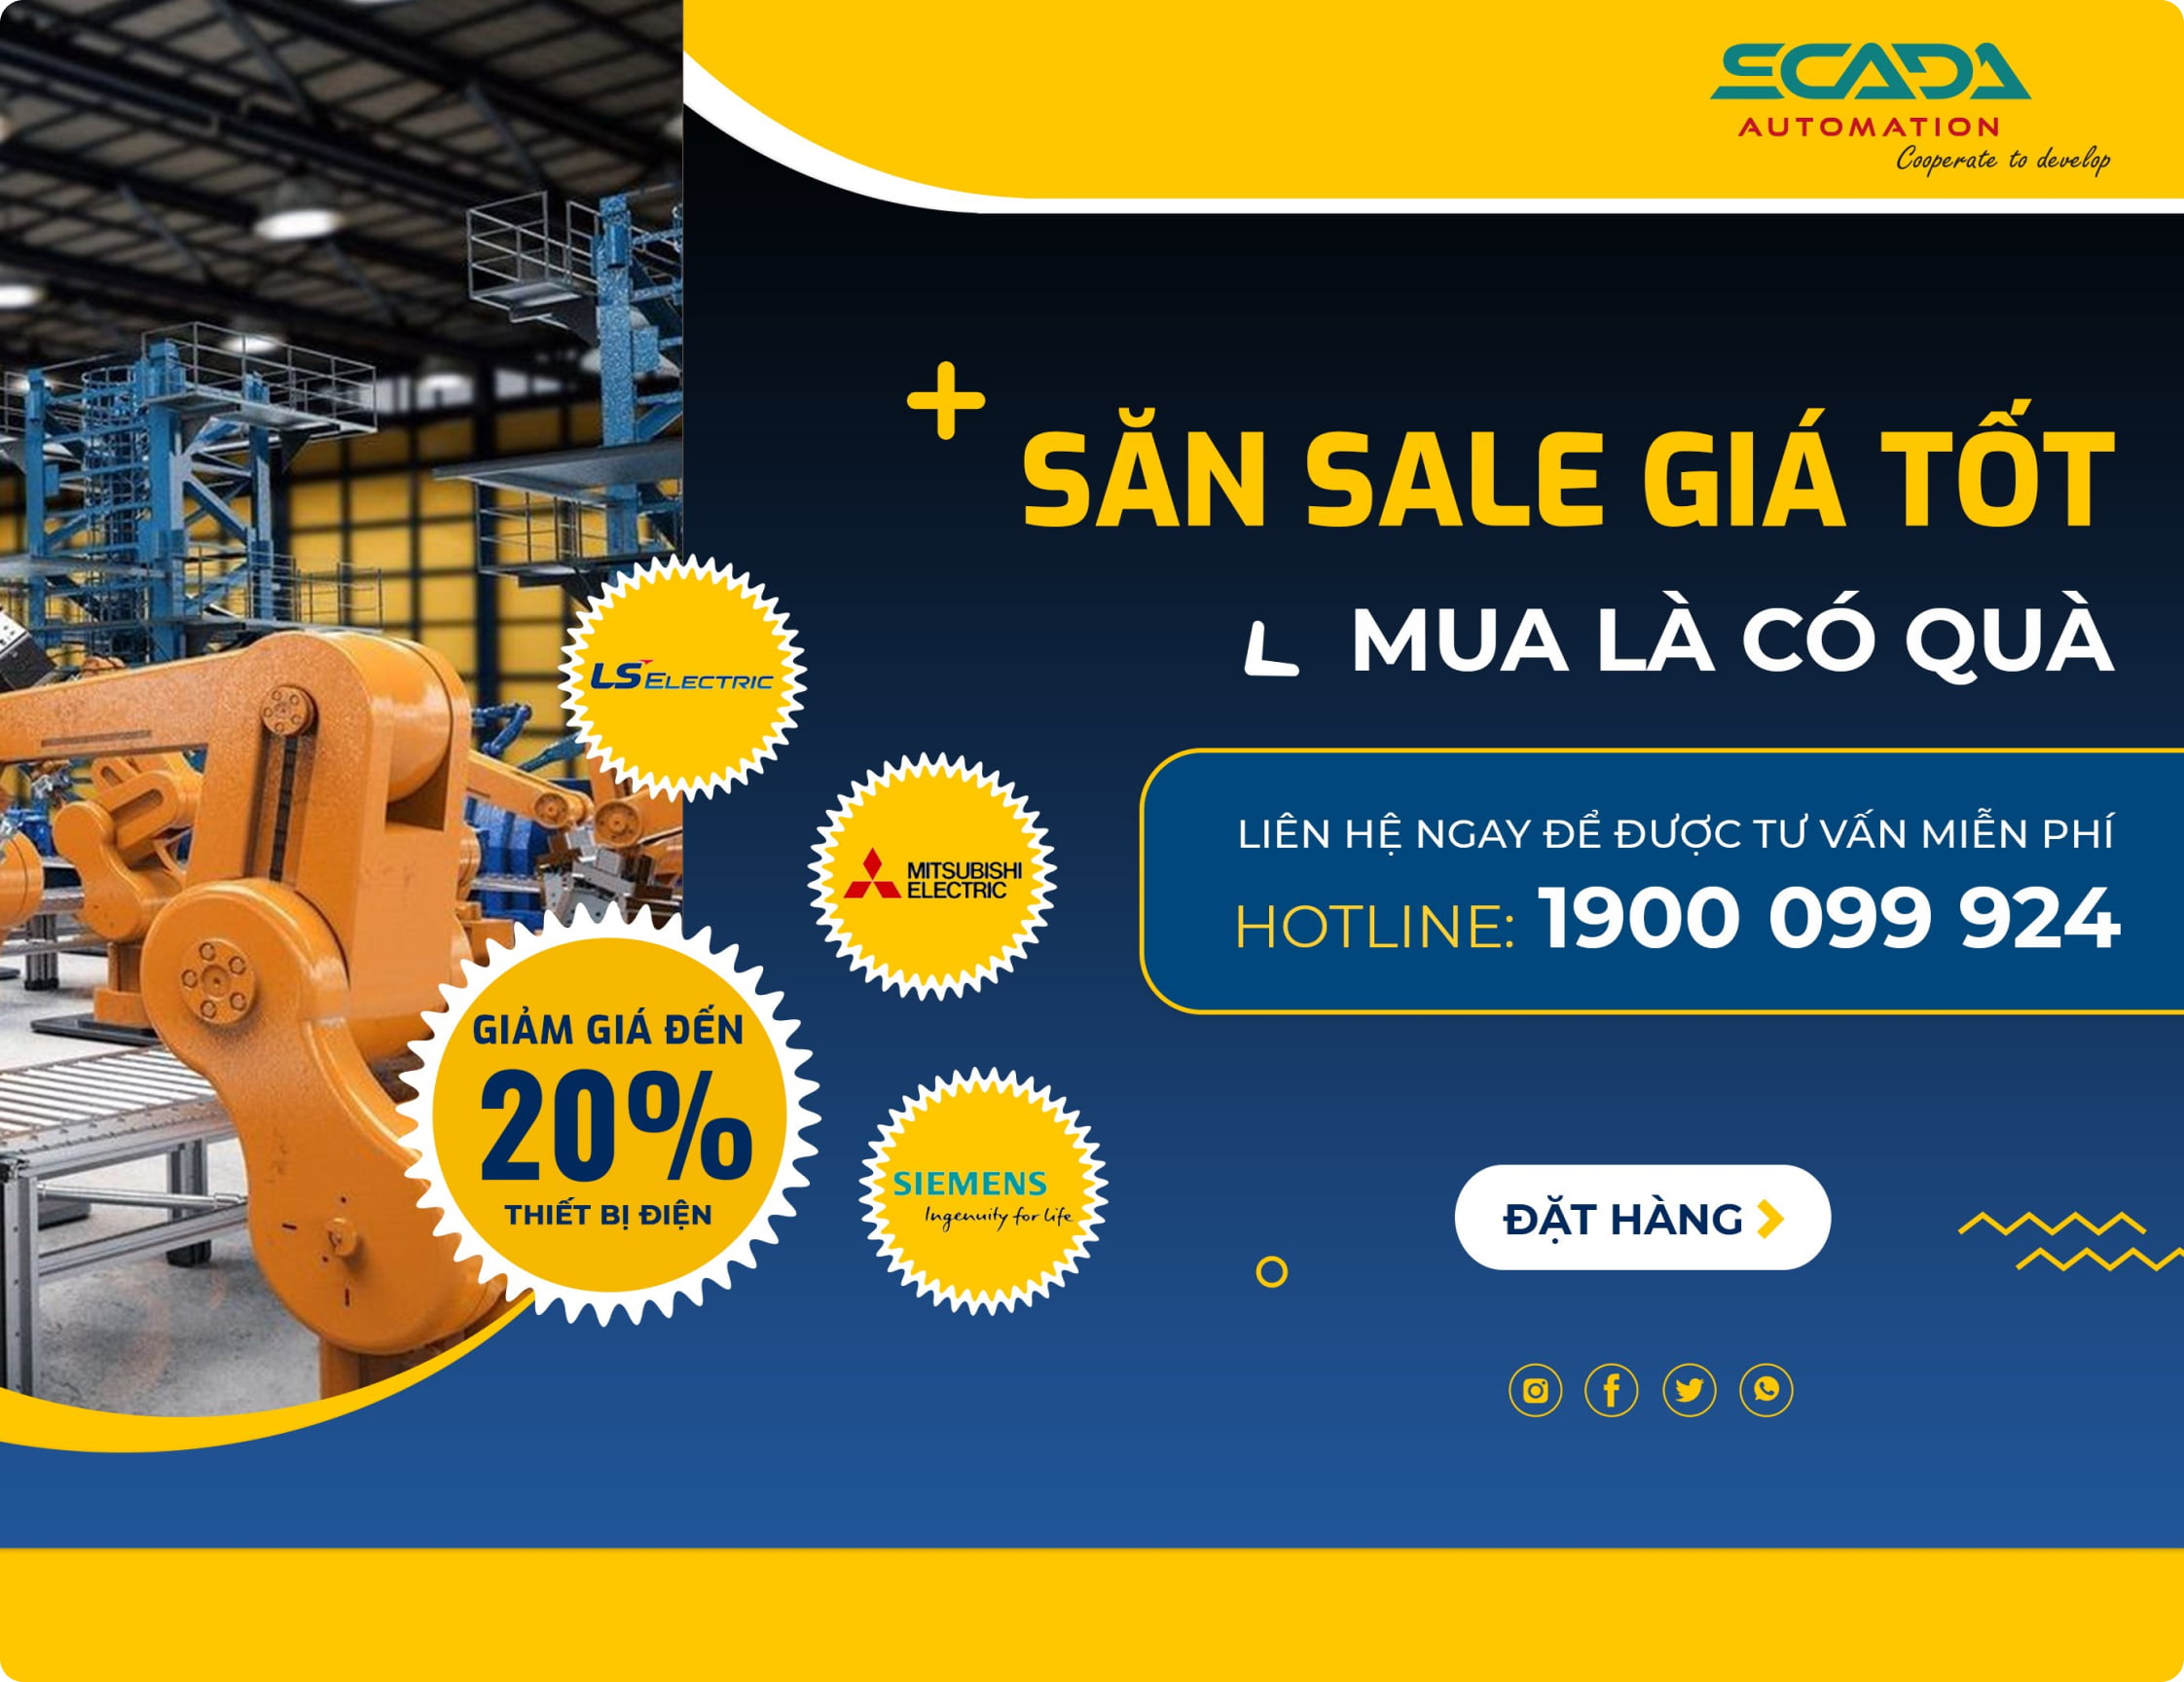 SCADA
AUTOMATION
Cooperate to develop
SĂN SALE GIÁ TỐT
MUA LÀ CÓ QUÀ
LS ELECTRIC
MITSUBISHI
ELECTRIC
LIÊN HỆ NGAY ĐỂ ĐƯỢC TƯ VẤN MIỄN PHÍ
HOTLINE: 1900 099 924
GIẢM GIÁ ĐẾN
20%
THIẾT BỊ ĐIỆN
SIEMENS
Ingenuity for life
ĐẶT HÀNG